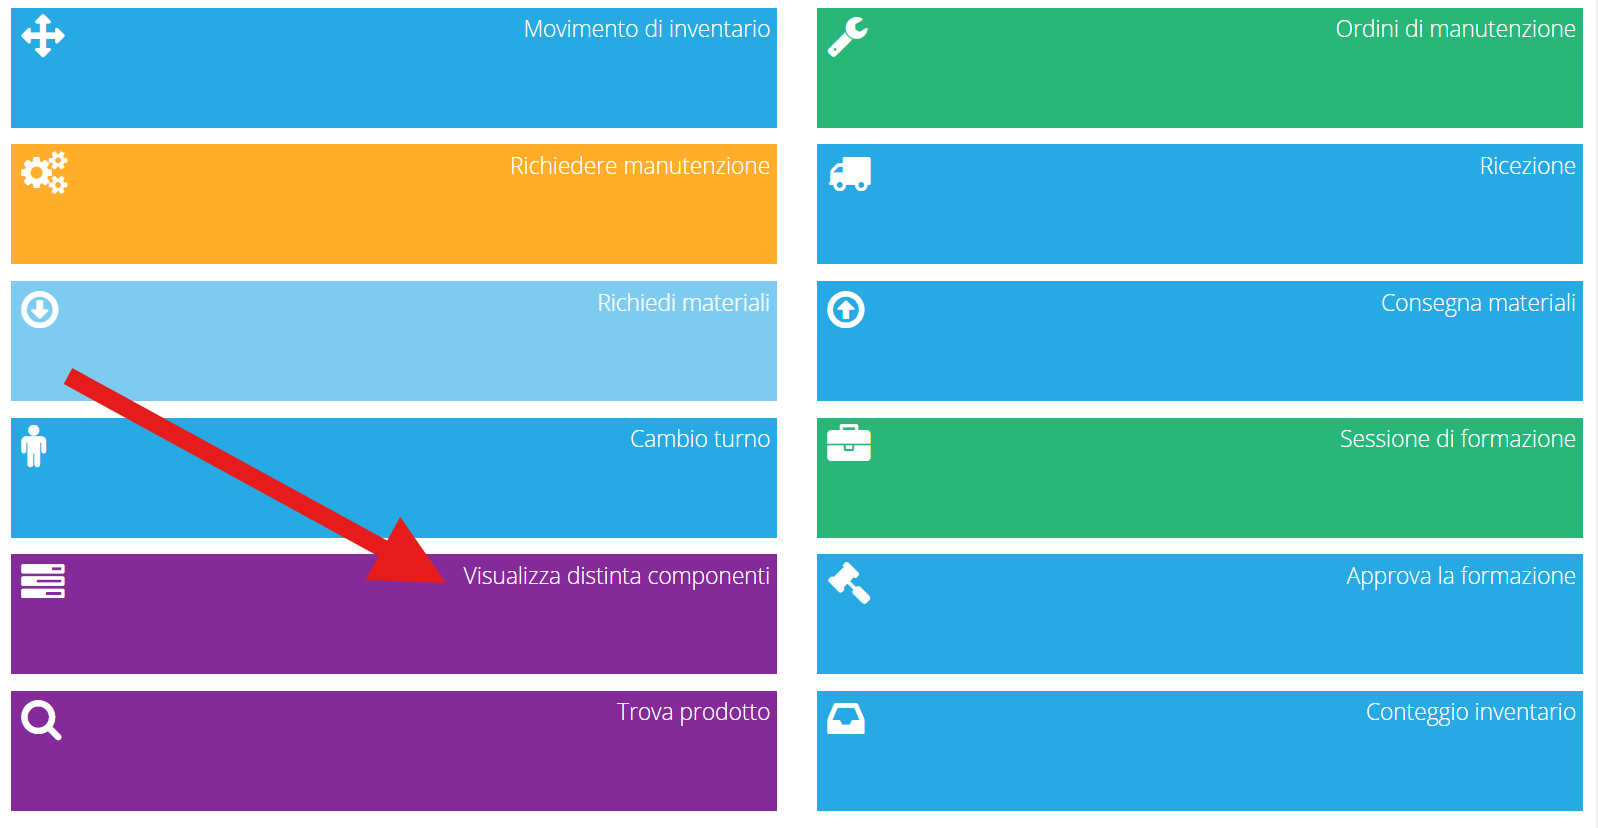 Movimento di inventario
Ordini di manutenzione
Richiedere manutenzione
Ricezione
Richiedi materiali
Consegna materiali
Cambio turno
Sessione di formazione
Visualizza distinta componenti
Approva la formazione
Trova prodotto
Conteggio inventario